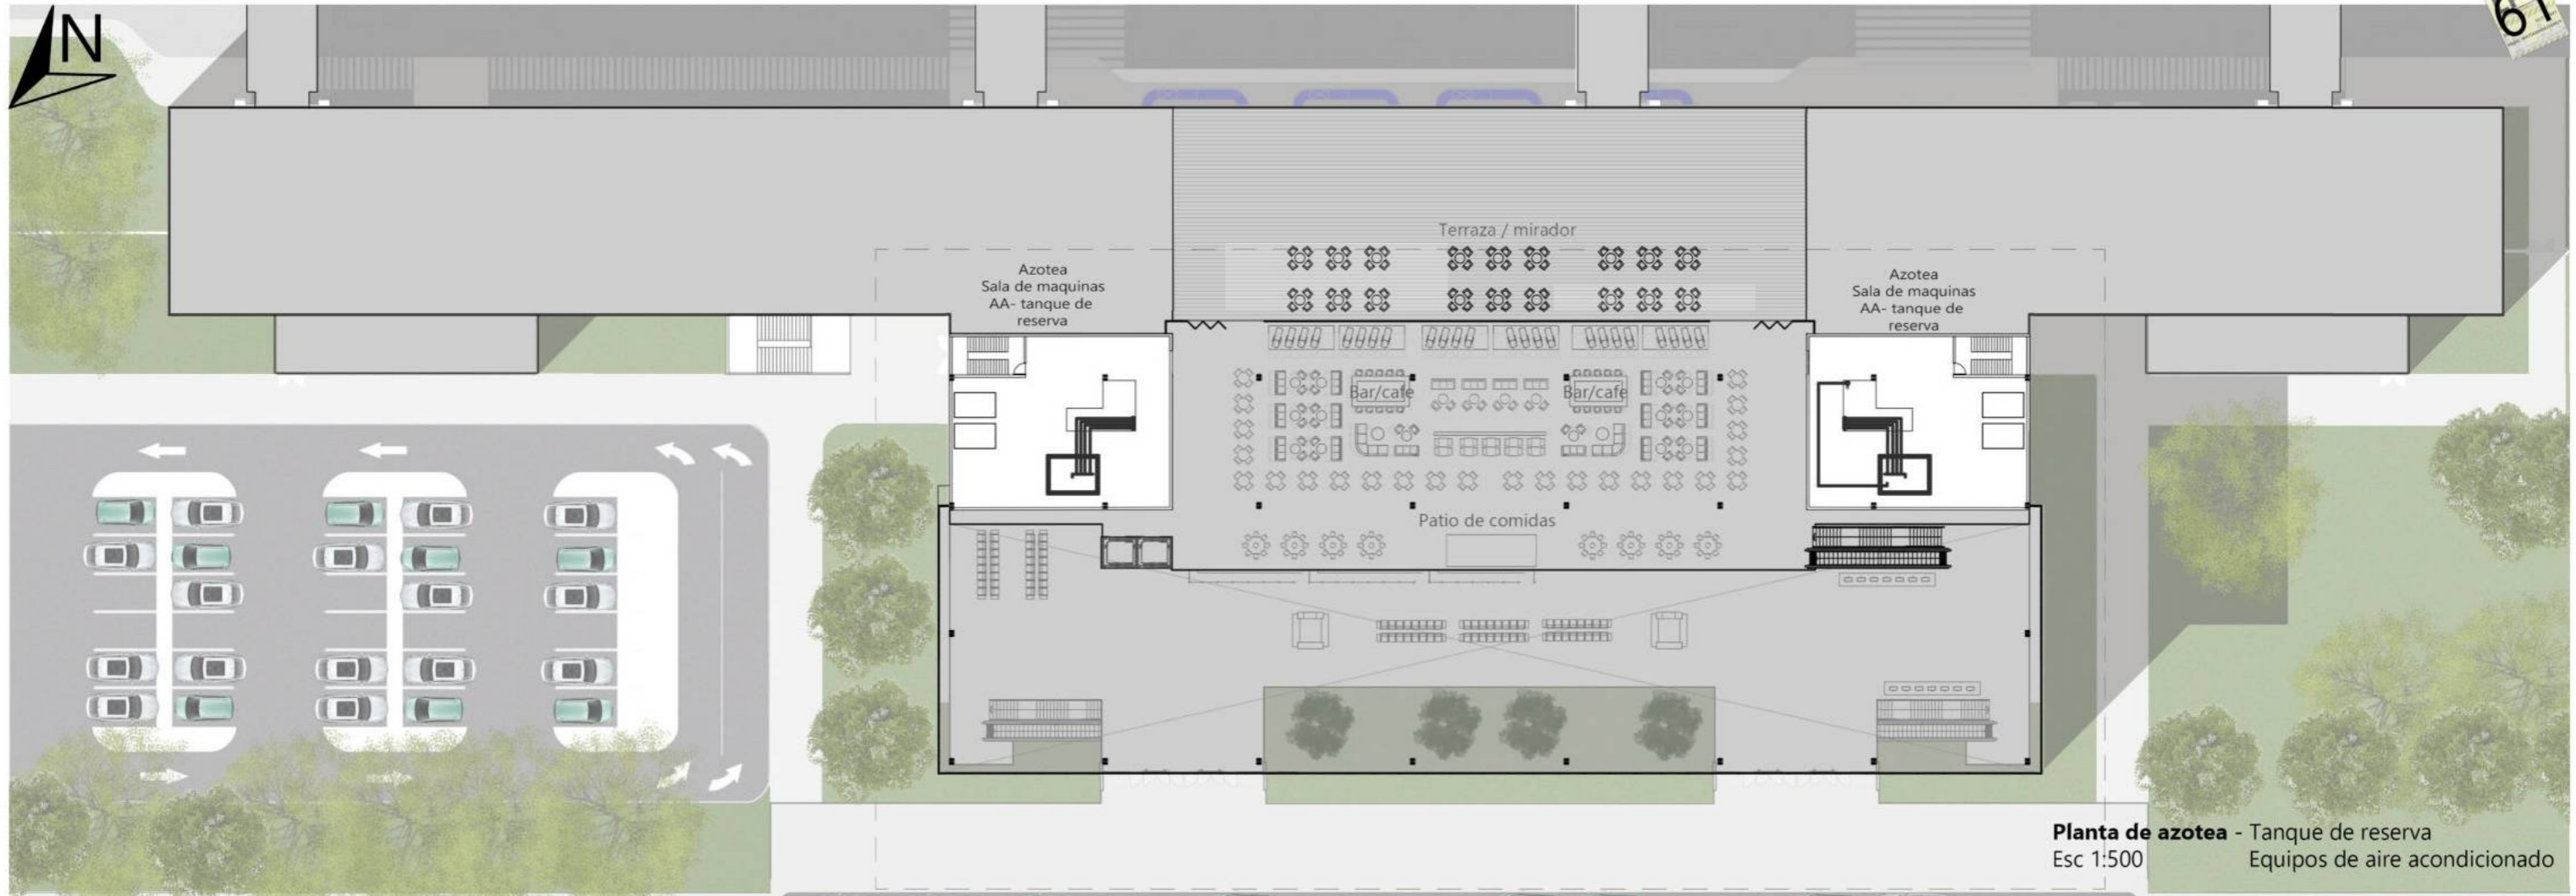 N
61
Terraza / mirador
Azotea
Sala de maquinas
AA- tanque de
reserva
Azotea
Sala de maquinas
AA- tanque de
reserva
Bar/cafe
Bar/cafe
Patio de comidas
Planta de azotea - Tanque de reserva
Esc 1:500 Equipos de aire acondicionado